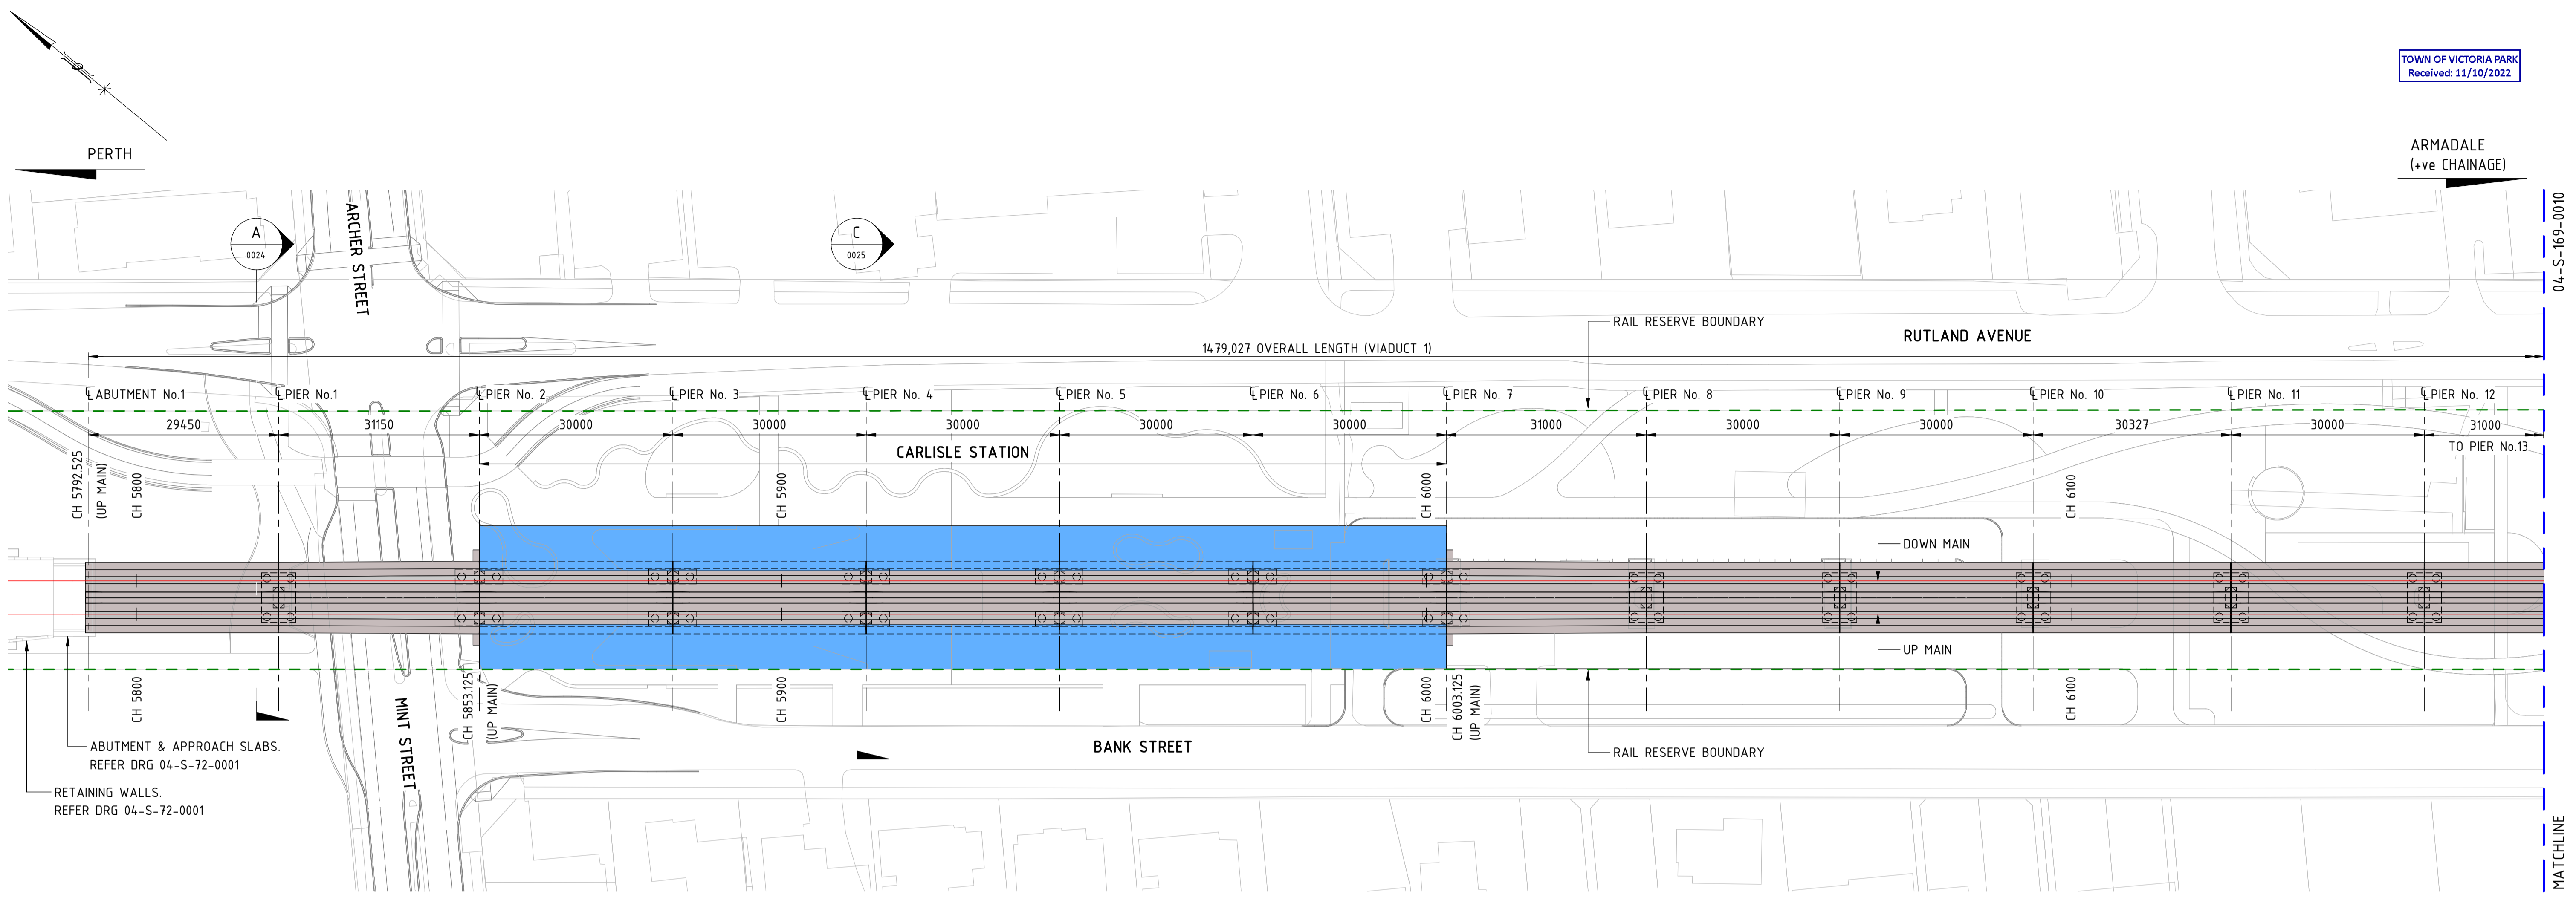 TOWN OF VICTORIA PARK
Received: 11/10/2022
PERTH
ARMADALE
(+ve CHAINAGE)
04-S-169-0010
A
0024
ARCHER STREET
C
0025
RAIL RESERVE BOUNDARY
RUTLAND AVENUE
1479,027 OVERALL LENGTH (VIADUCT 1)
℄ ABUTMENT No.1
℄ PIER No.1
℄ PIER No. 2
℄ PIER No. 3
℄ PIER No. 4
℄ PIER No. 5
℄ PIER No. 6
℄ PIER No. 7
℄ PIER No. 8
℄ PIER No. 9
℄ PIER No. 10
℄ PIER No. 11
℄ PIER No. 12
29450
31150
30000
30000
30000
30000
30000
31000
30000
30000
30327
30000
31000
TO PIER No.13
CARLISLE STATION
CH 5792.525
(UP MAIN)
CH 5800
CH 5900
CH 6000
CH 6100
DOWN MAIN
UP MAIN
CH 5800
CH 5853.125
(UP MAIN)
CH 5900
CH 6000
CH 6003.125
(UP MAIN)
CH 6100
MINT STREET
BANK STREET
RAIL RESERVE BOUNDARY
ABUTMENT & APPROACH SLABS.
REFER DRG 04-S-72-0001
RETAINING WALLS.
REFER DRG 04-S-72-0001
MATCHLINE